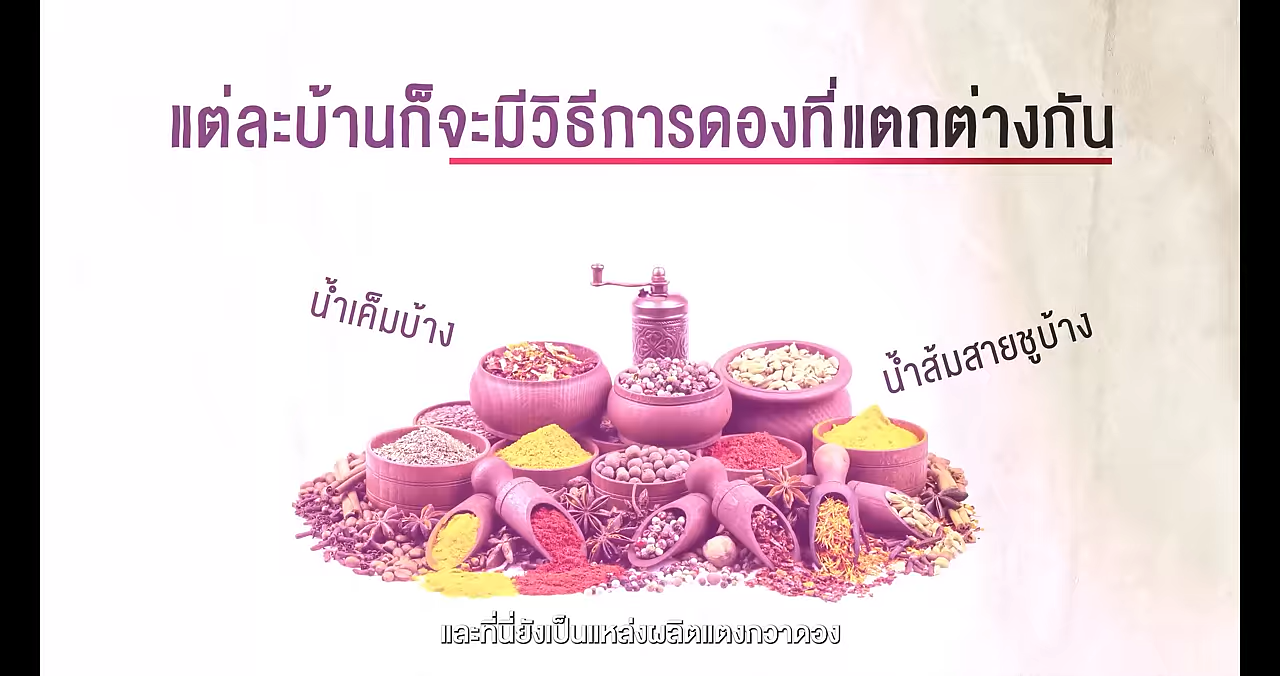 แต่ละบ้านก็จะมีวิธีการดองที่แตกต่างกัน
น้ำเค็มบ้าง
น้ำส้มสายชูบ้าง
และที่นี่ยังเป็นแหล่งผลิตแตงกวาดอง